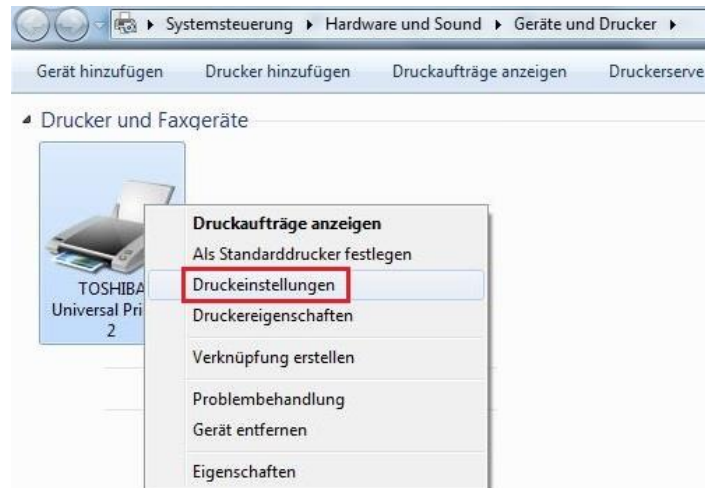 Systemsteuerung ▸ Hardware und Sound ▸ Geräte und Drucker ▸
Gerät hinzufügen Drucker hinzufügen Druckaufträge anzeigen Druckerserve
Drucker und Faxgeräte
TOSHIBA
Universal Pri
2
Druckaufträge anzeigen
Als Standarddrucker festlegen
Druckeinstellungen
Druckereigenschaften
Verknüpfung erstellen
Problembehandlung
Gerät entfernen
Eigenschaften